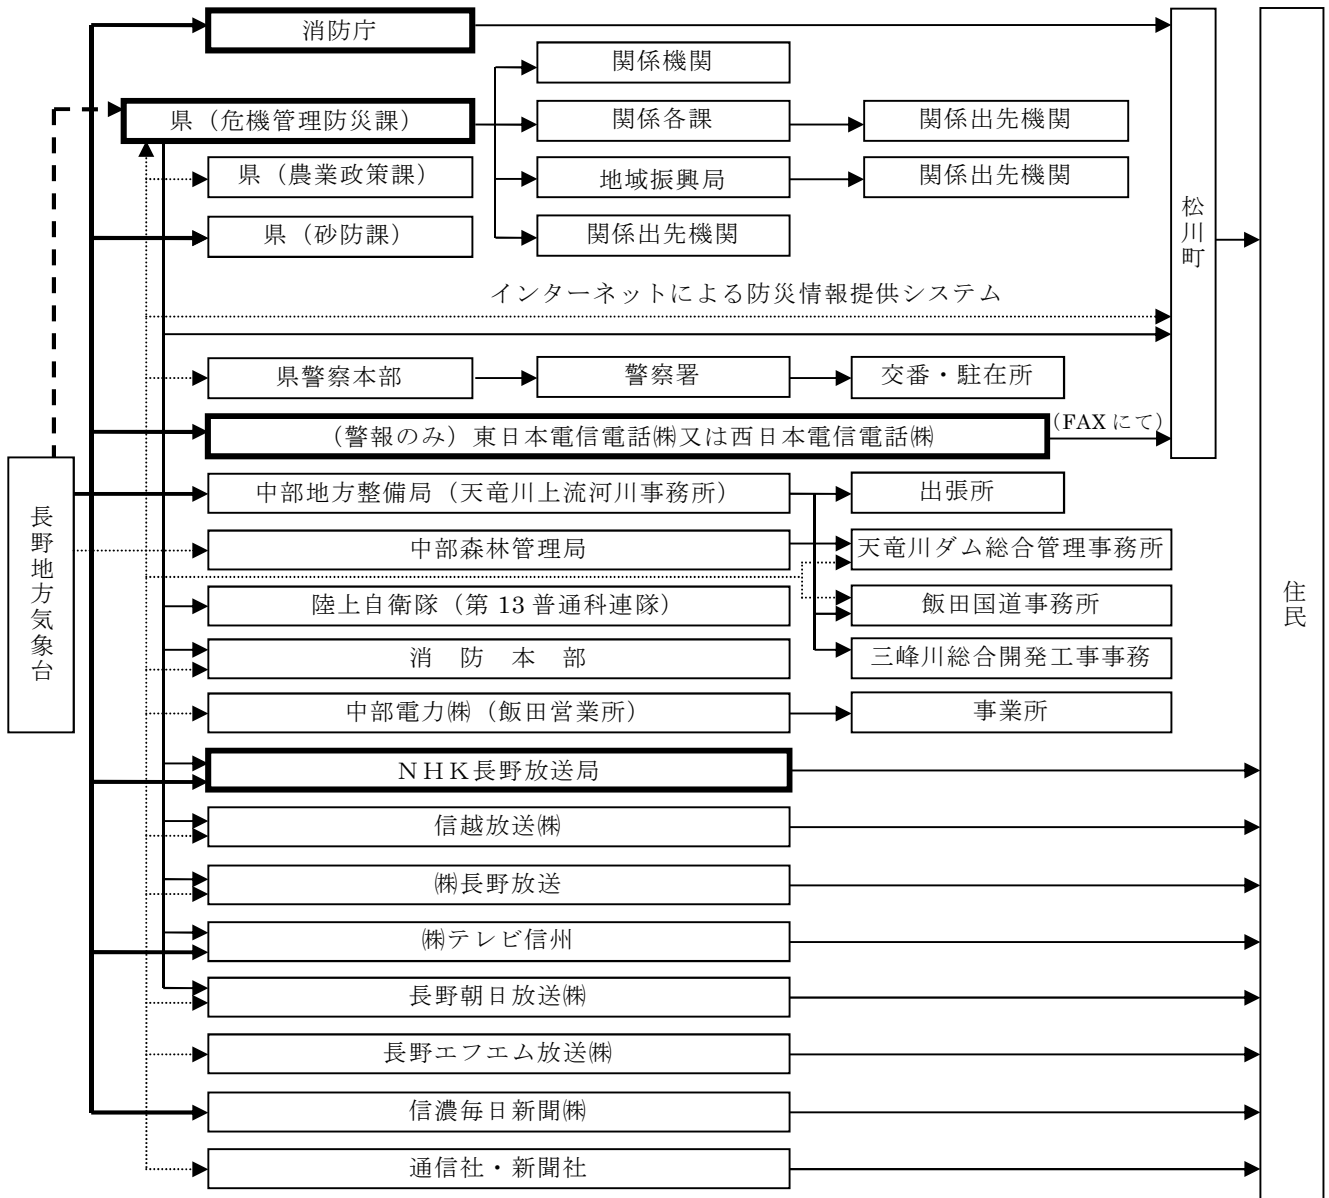 消防庁
関係機関
県（危機管理防災課）
関係各課
関係出先機関
県（農業政策課）
地域振興局
関係出先機関
県（砂防課）
関係出先機関
松川町
インターネットによる防災情報提供システム
県警察本部
警察署
交番・駐在所
（警報のみ）東日本電信電話㈱又は西日本電信電話㈱
（FAX にて）
長野地方気象台
中部地方整備局（天竜川上流河川事務所）
出張所
中部森林管理局
天竜川ダム総合管理事務所
陸上自衛隊（第 13 普通科連隊）
飯田国道事務所
住民
消　防　本　部
三峰川総合開発工事事務
中部電力㈱（飯田営業所）
事業所
ＮＨＫ長野放送局
信越放送㈱
㈱長野放送
㈱テレビ信州
長野朝日放送㈱
長野エフエム放送㈱
信濃毎日新聞㈱
通信社・新聞社